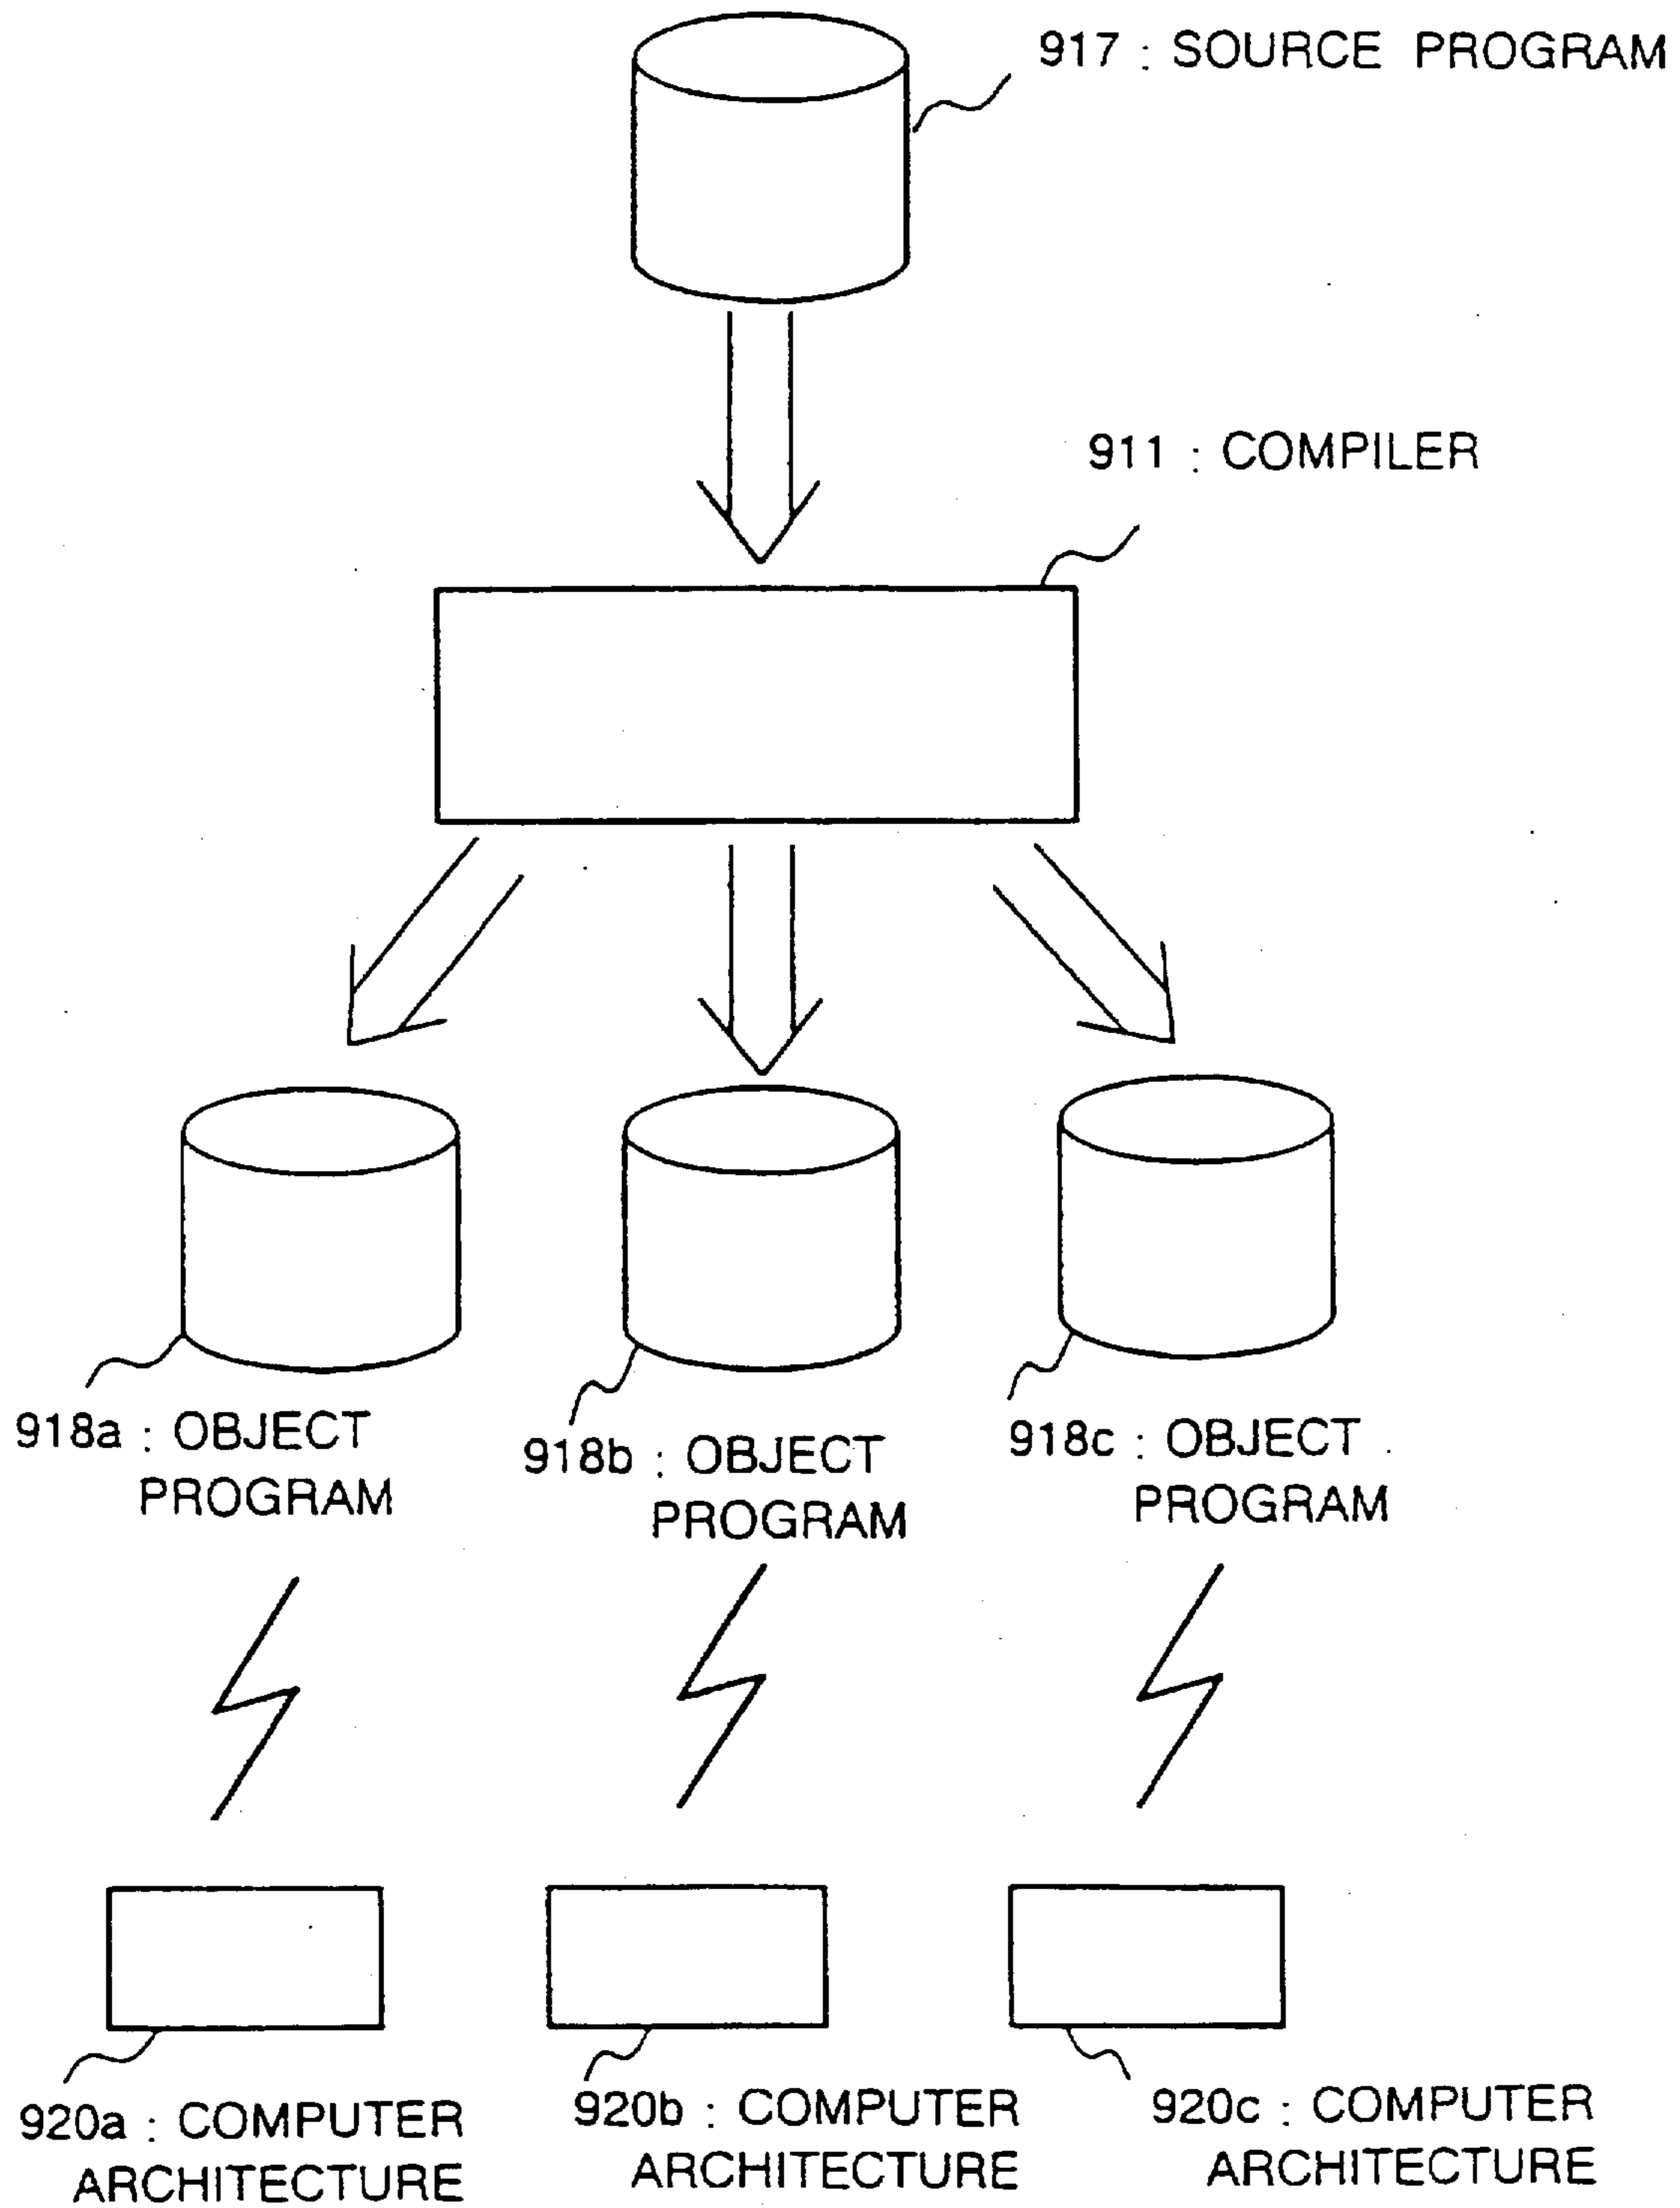 917 : SOURCE PROGRAM
911 : COMPILER
918a : OBJECT
PROGRAM
918b : OBJECT
PROGRAM
918c : OBJECT
PROGRAM
920a : COMPUTER
ARCHITECTURE
920b : COMPUTER
ARCHITECTURE
920c : COMPUTER
ARCHITECTURE